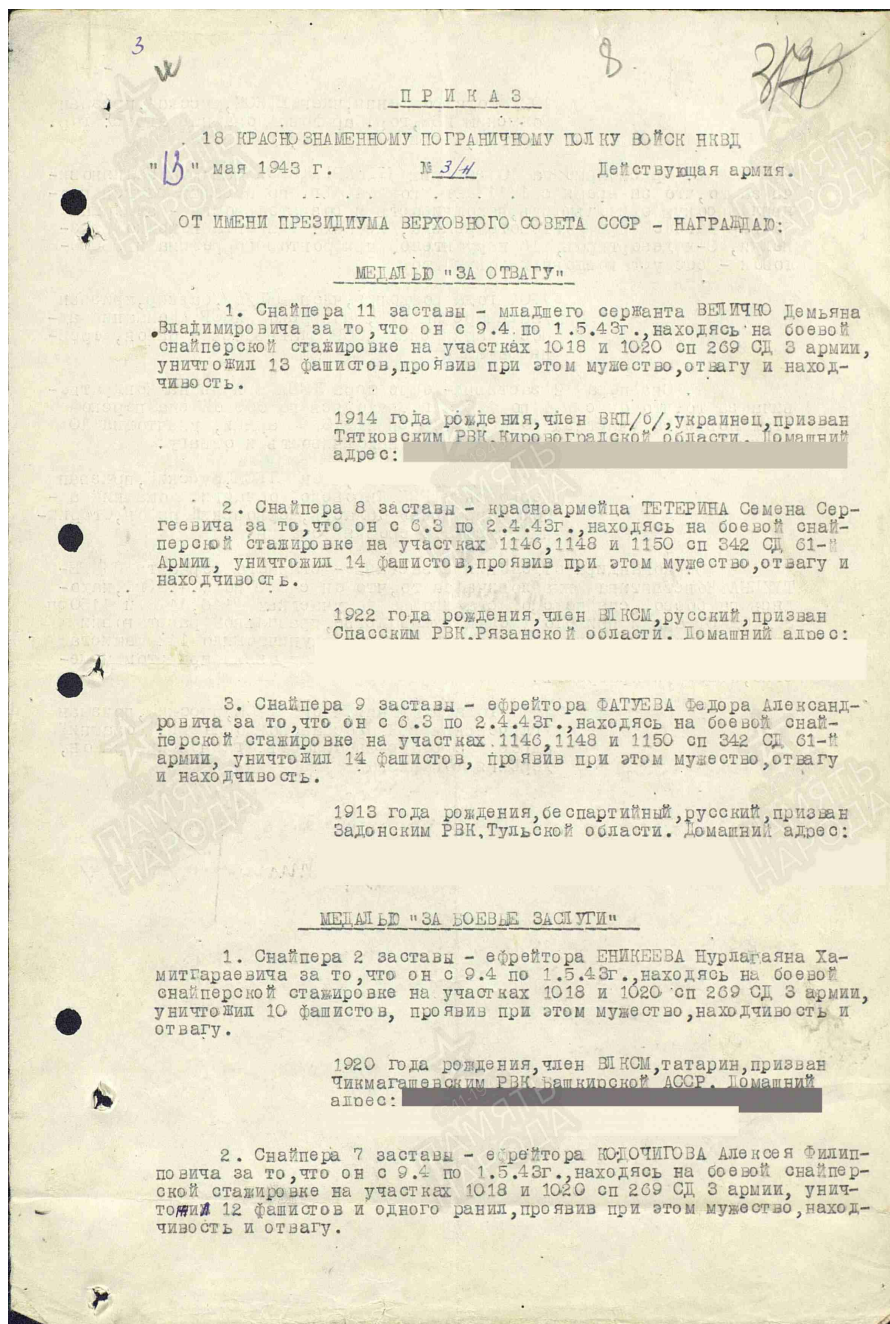 3
8
П Р И К А З
18 КРАСНОЗНАМЕННОМУ ПОГРАНИЧНОМУ ПОЛКУ ВОЙСК НКВД
"13" мая 1943 г. № 3/н Действующая армия.
ОТ ИМЕНИ ПРЕЗИДИУМА ВЕРХОВНОГО СОВЕТА СССР - НАГРАЖДАЮ:
МЕДАЛЬЮ "ЗА ОТВАГУ"
1. Снайпера 11 заставы - младшего сержанта ВЕЛИЧКО Демьяна
Владимировича за то,что он с 9.4. по 1.5.43г.,находясь на боевой
снайперской стажировке на участках 1018 и 1020 сп 269 СД 3 армии,
уничтожил 13 фашистов,проявив при этом мужество,отвагу и наход-
чивость.
1914 года рождения,член ВКП/б/,украинец,призван
Тятковским РВК.Кировоградской области. Домашний
адрес:
2. Снайпера 8 заставы - красноармейца ТЕТЕРИНА Семена Сер-
геевича за то,что он с 6.3 по 2.4.43г.,находясь на боевой снай-
перской стажировке на участках 1146,1148 и 1150 сп 342 СД 61-й
Армии, уничтожил 14 фашистов,проявив при этом мужество,отвагу и
находчивость.
1922 года рождения,член ВЛКСМ,русский,призван
Спасским РВК.Рязанской области. Домашний адрес:
3. Снайпера 9 заставы - ефрейтора ФАТУЕВА Федора Александ-
ровича за то,что он с 6.3 по 2.4.43г.,находясь на боевой снай-
перской стажировке на участках 1146,1148 и 1150 сп 342 СД 61-й
армии, уничтожил 14 фашистов, проявив при этом мужество,отвагу
и находчивость.
1913 года рождения,беспартийный,русский,призван
Задонским РВК,Тульской области. Домашний адрес:
МЕДАЛЬЮ "ЗА БОЕВЫЕ ЗАСЛУГИ"
1. Снайпера 2 заставы - ефрейтора ЕНИКЕЕВА Нурлагаяна Ха-
митгараевича за то,что он с 9.4 по 1.5.43г.,находясь на боевой
снайперской стажировке на участках 1018 и 1020 сп 269 СД 3 армии,
уничтожил 10 фашистов, проявив при этом мужество,находчивость и
отвагу.
1920 года рождения,член ВЛКСМ,татарин,призван
Чикмагашевским РВК.Башкирской АССР. Домашний
адрес:
2. Снайпера 7 заставы - ефрейтора КОДОЧИГОВА Алексея Филип-
повича за то,что он с 9.4 по 1.5.43г.,находясь на боевой снайпер-
ской стажировке на участках 1018 и 1020 сп 269 СД 3 армии, унич-
тожил 12 фашистов и одного ранил,проявив при этом мужество,наход-
чивость и отвагу.